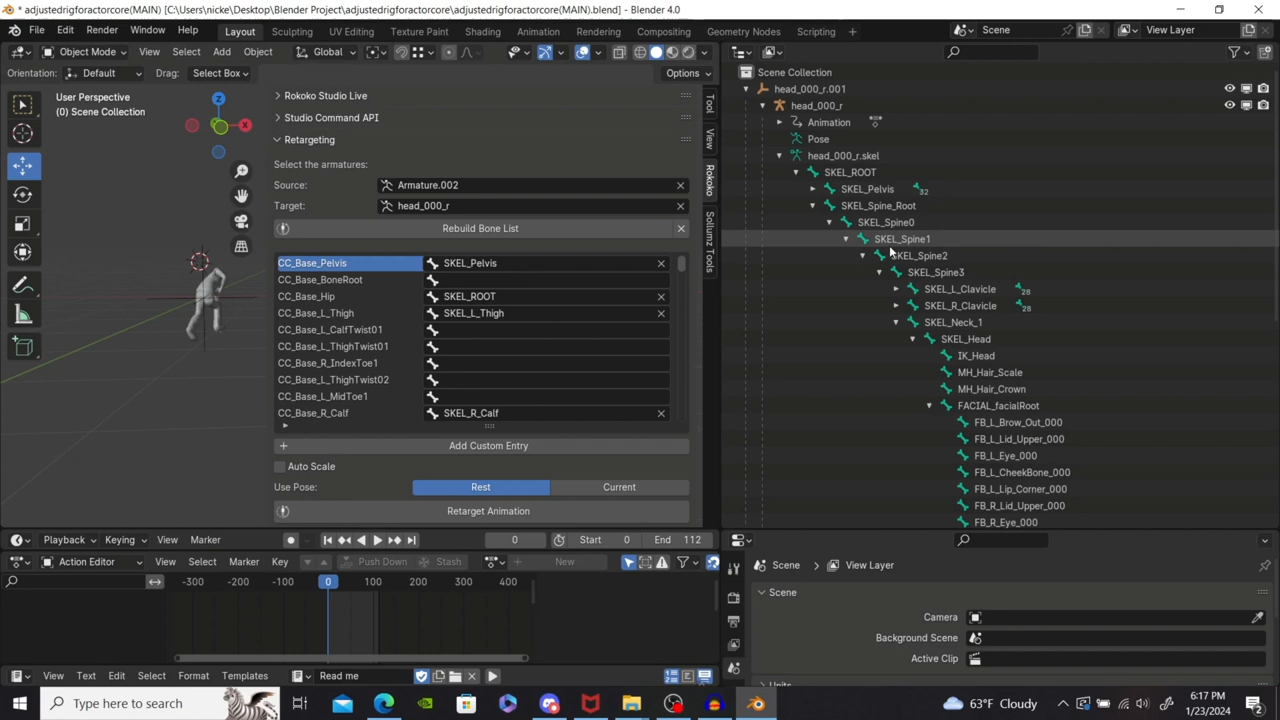 * adjustedrigforactorcore(MAIN) [C:\Users\nicke\Desktop\Blender Project\adjustedrigforactorcore\adjustedrigforactorcore(MAIN).blend] - Blender 4.0
File Edit Render Window Help Layout Sculpting UV Editing Texture Paint Shading Animation Rendering Compositing Geometry Nodes Scripting + Scene View Layer
Object Mode View Select Add Object Global
Orientation: Default Drag: Select Box Options
User Perspective
(0) Scene Collection
Z
X
Rokoko Studio Live
Studio Command API
Retargeting
Select the armatures:
Source: Armature.002
Target: head_000_r
Rebuild Bone List
CC_Base_Pelvis SKEL_Pelvis
CC_Base_BoneRoot
CC_Base_Hip SKEL_ROOT
CC_Base_L_Thigh SKEL_L_Thigh
CC_Base_L_CalfTwist01
CC_Base_L_ThighTwist01
CC_Base_R_IndexToe1
CC_Base_L_ThighTwist02
CC_Base_L_MidToe1
CC_Base_R_Calf SKEL_R_Calf
Add Custom Entry
Auto Scale
Use Pose: Rest Current
Retarget Animation
Tool
View
Rokoko
Sollumz Tools
Scene Collection
head_000_r.001
head_000_r
Animation
Pose
head_000_r.skel
SKEL_ROOT
SKEL_Pelvis 32
SKEL_Spine_Root
SKEL_Spine0
SKEL_Spine1
SKEL_Spine2
SKEL_Spine3
SKEL_L_Clavicle 28
SKEL_R_Clavicle 28
SKEL_Neck_1
SKEL_Head
IK_Head
MH_Hair_Scale
MH_Hair_Crown
FACIAL_facialRoot
FB_L_Brow_Out_000
FB_L_Lid_Upper_000
FB_L_Eye_000
FB_L_CheekBone_000
FB_L_Lip_Corner_000
FB_R_Lid_Upper_000
FB_R_Eye_000
Playback Keying View Marker 0 Start 0 End 112
Action Editor View Select Marker Key Push Down Stash New
-300 -200 -100 0 100 200 300 400
View Text Edit Select Format Templates Read me
Scene View Layer
Scene
Camera
Background Scene
Active Clip
Units
Type here to search 63°F Cloudy 6:17 PM
1/23/2024 2